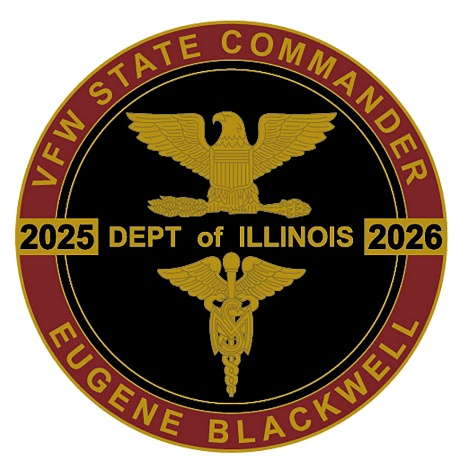 VFW STATE COMMANDER
2025 DEPT of ILLINOIS 2026
EUGENE BLACKWELL